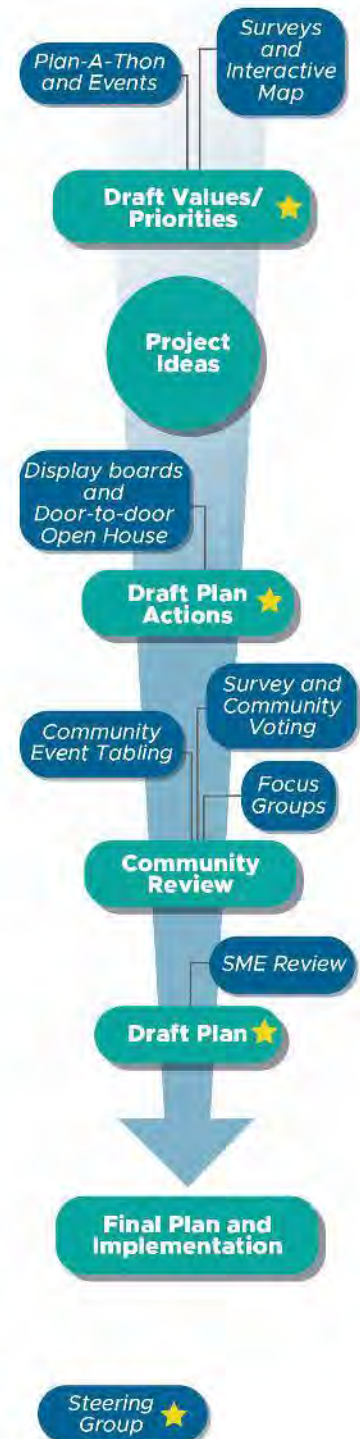 Surveys
and
Interactive
Map
Plan-A-Thon
and Events
Draft Values/
Priorities
Project
Ideas
Display boards
and
Door-to-door
Open House
Draft Plan
Actions
Survey and
Community
Voting
Community
Event Tabling
Focus
Groups
Community
Review
SME Review
Draft Plan
Final Plan and
Implementation
Steering
Group